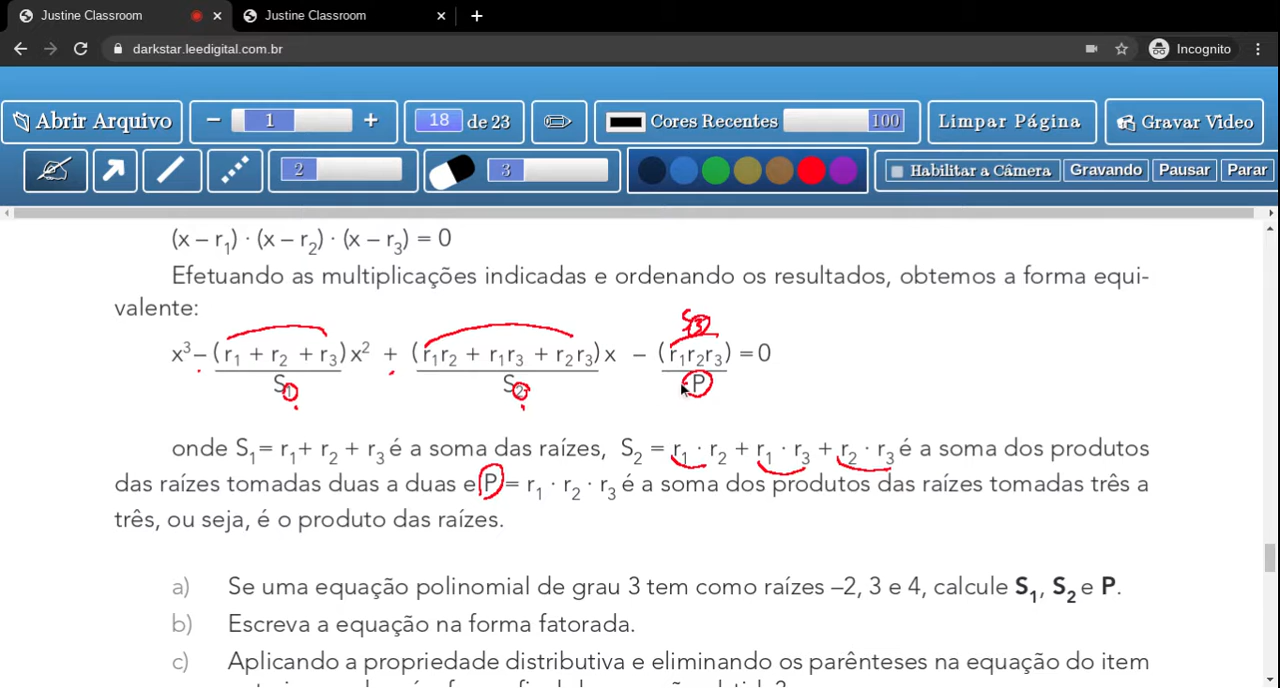 Justine Classroom
Justine Classroom
darkstar.leedigital.com.br
Incognito
Abrir Arquivo
− 1 +
18 de 23
Cores Recentes 100
Limpar Página
Gravar Video
2
3
Habilitar a Câmera
Gravando
Pausar
Parar
(x – r1) · (x – r2) · (x – r3) = 0
Efetuando as multiplicações indicadas e ordenando os resultados, obtemos a forma equi-
valente:
S3
x³ – (r1 + r2 + r3)x² + (r1r2 + r1r3 + r2r3)x – (r1r2r3) = 0
S1 S2 P
onde S1= r1+ r2 + r3 é a soma das raízes, S2 = r1 · r2 + r1 · r3 + r2 · r3 é a soma dos produtos
das raízes tomadas duas a duas e P = r1 · r2 · r3 é a soma dos produtos das raízes tomadas três a
três, ou seja, é o produto das raízes.
a) Se uma equação polinomial de grau 3 tem como raízes –2, 3 e 4, calcule S1, S2 e P.
b) Escreva a equação na forma fatorada.
c) Aplicando a propriedade distributiva e eliminando os parênteses na equação do item